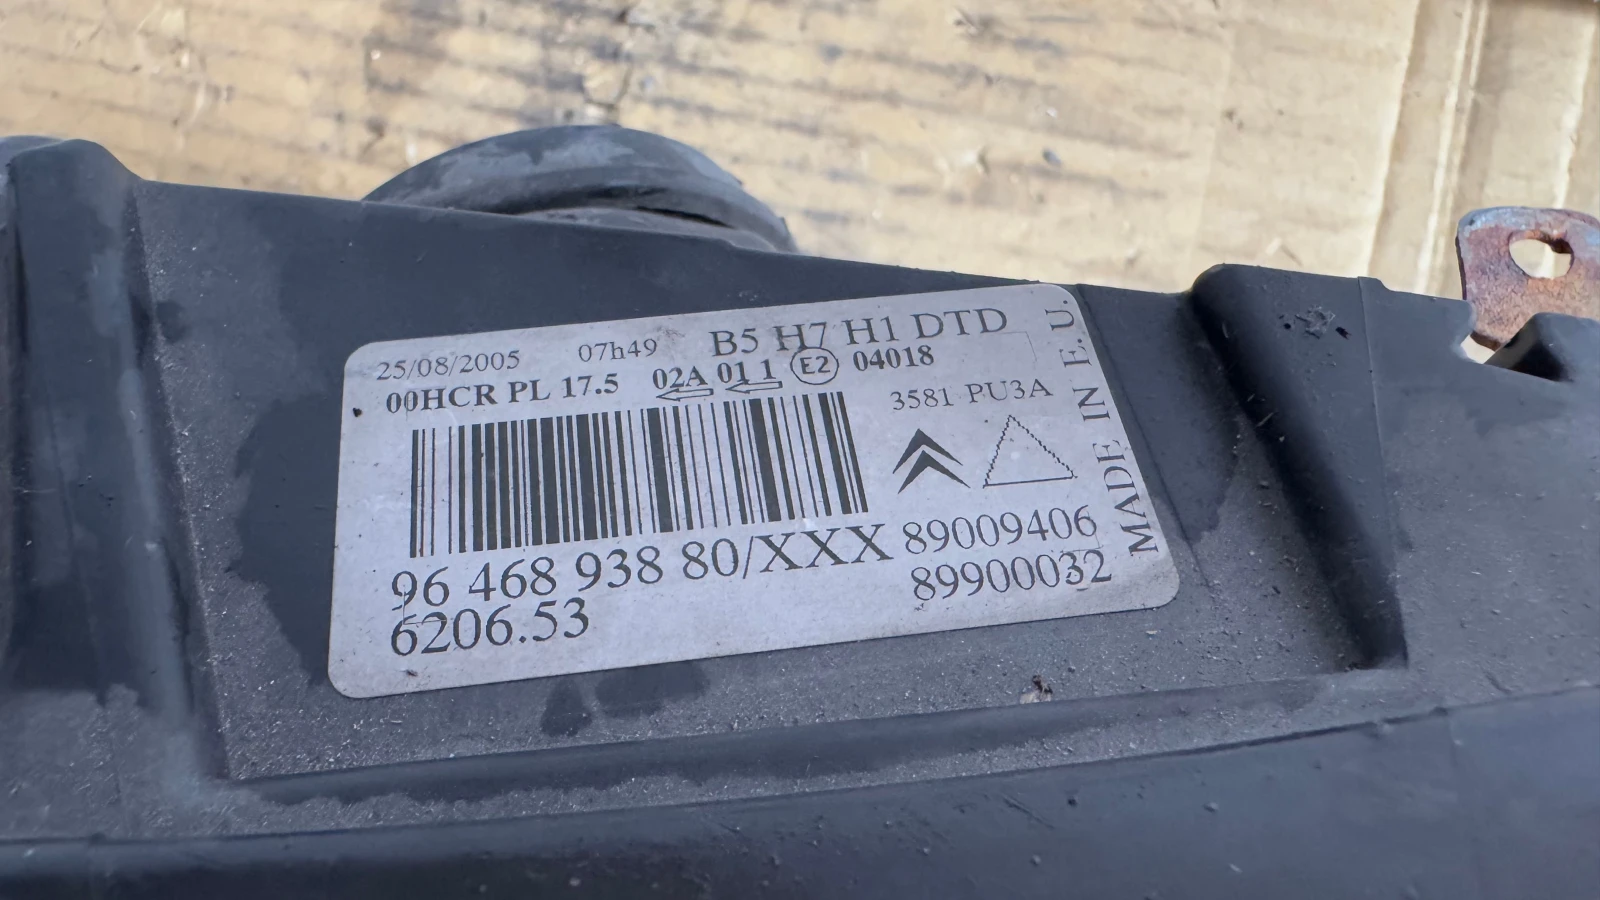 25/08/2005 07h49 B5 H7 H1 DTD
00HCR PL 17.5 02A 01 1 E2 04018
3581 PU3A
96 468 938 80/XXX 89009406
6206.53 89900032
MADE IN E.U.